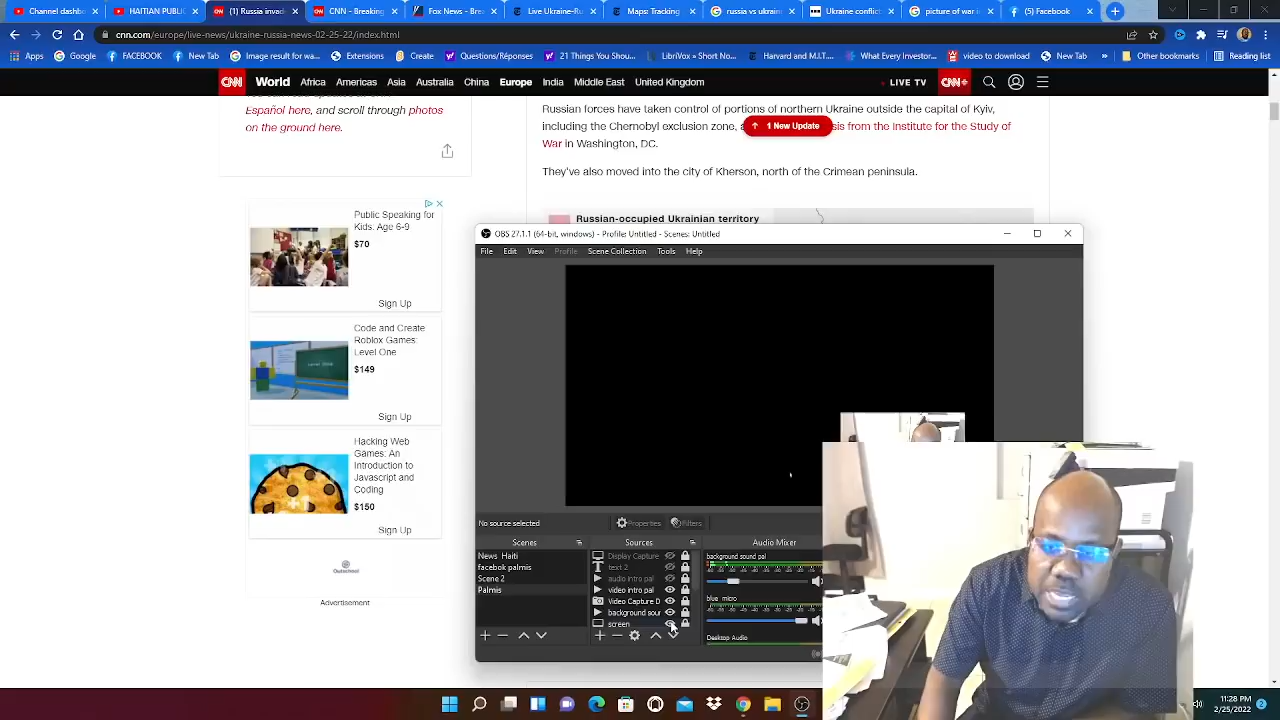 Channel dashbo
HAITIAN PUBLIC
(1) Russian invad
CNN - Breaking
Fox News - Brea
Live Ukraine-Ru
Maps Tracking
russia vs ukrain
Ukraine conflict
picture of war in
(5) Facebook
cnn.com/europe/live-news/ukraine-russia-news-02-25-22/index.html
Apps
Google
FACEBOOK
New Tab
Image result for wa...
Extensions
Create
Questions/Réponses
21 Things You Shou...
LibriVox » Short No...
Harvard and M.I.T....
What Every Investor...
video to download
New Tab
»
Other bookmarks
Reading list
CNN World Africa Americas Asia Australia China Europe India Middle East United Kingdom
LIVE TV
CNN+
Español here, and scroll through photos
on the ground here.
Russian forces have taken control of portions of northern Ukraine outside the capital of Kyiv,
including the Chernobyl exclusion zone,
1 New Update
sis from the Institute for the Study of
War in Washington, DC.
They've also moved into the city of Kherson, north of the Crimean peninsula.
Russian-occupied Ukrainian territory
Public Speaking for
Kids: Age 6-9
$70
Sign Up
Code and Create
Roblox Games:
Level One
$149
Sign Up
Hacking Web
Games: An
Introduction to
Javascript and
Coding
$150
Sign Up
Outschool
Advertisement
OBS 27.1.1 (64-bit, windows) - Profile: Untitled - Scenes: Untitled
File Edit View Profile Scene Collection Tools Help
No source selected
Properties
Filters
Scenes
Sources
Audio Mixer
News Haiti
facebok palmis
Scene 2
Palmis
Display Capture
text 2
audio intro pal
video intro pal
Video Capture D
background sour
screen
background sound pal
blue micro
Desktop Audio
11:28 PM
2/25/2022